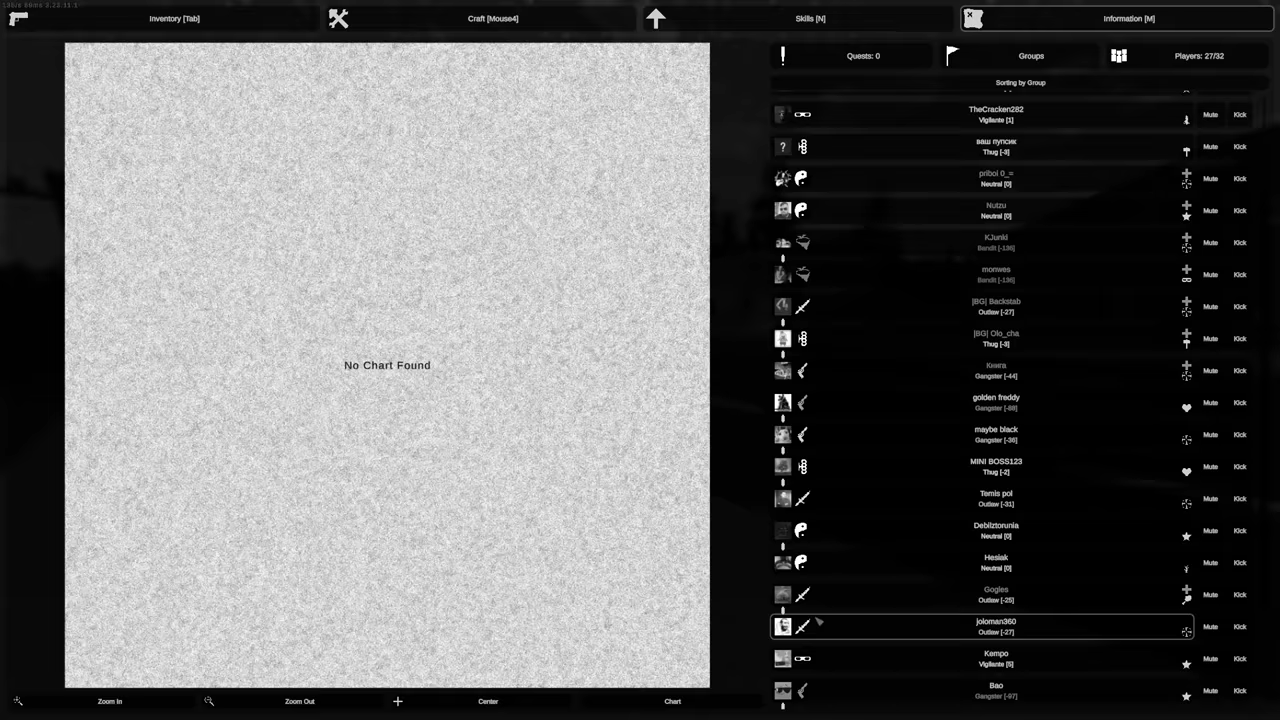 Inventory [Tab]
Craft [Mouse4]
Skills [N]
Information [M]
Quests: 0
Groups
Players: 27/32
Sorting by Group
TheCracken282
Vigilante [1]
Mute
Kick
ваш пупсик
Thug [-3]
Mute
Kick
priboi 0_=
Neutral [0]
Mute
Kick
Nutzu
Neutral [0]
Mute
Kick
KJunki
Bandit [-136]
Mute
Kick
monwes
Bandit [-136]
Mute
Kick
|BG| Backstab
Outlaw [-27]
Mute
Kick
|BG| Olo_cha
Thug [-3]
Mute
Kick
Книга
Gangster [-44]
Mute
Kick
golden freddy
Gangster [-88]
Mute
Kick
maybe black
Gangster [-36]
Mute
Kick
MINI BOSS123
Thug [-2]
Mute
Kick
Temis pol
Outlaw [-31]
Mute
Kick
Debilztorunia
Neutral [0]
Mute
Kick
Hesiak
Neutral [0]
Mute
Kick
Gogles
Outlaw [-25]
Mute
Kick
joloman360
Outlaw [-27]
Mute
Kick
Kempo
Vigilante [5]
Mute
Kick
Bao
Gangster [-97]
Mute
Kick
No Chart Found
Zoom In
Zoom Out
Center
Chart